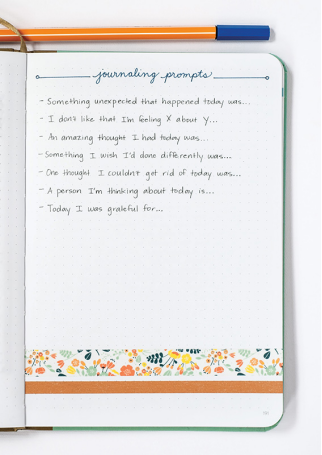 journaling prompts
- Something unexpected that happened today was...
- I don't like that I'm feeling X about Y...
- An amazing thought I had today was...
- Something I wish I'd done differently was...
- One thought I couldn't get rid of today was...
- A person I'm thinking about today is...
- Today I was grateful for...